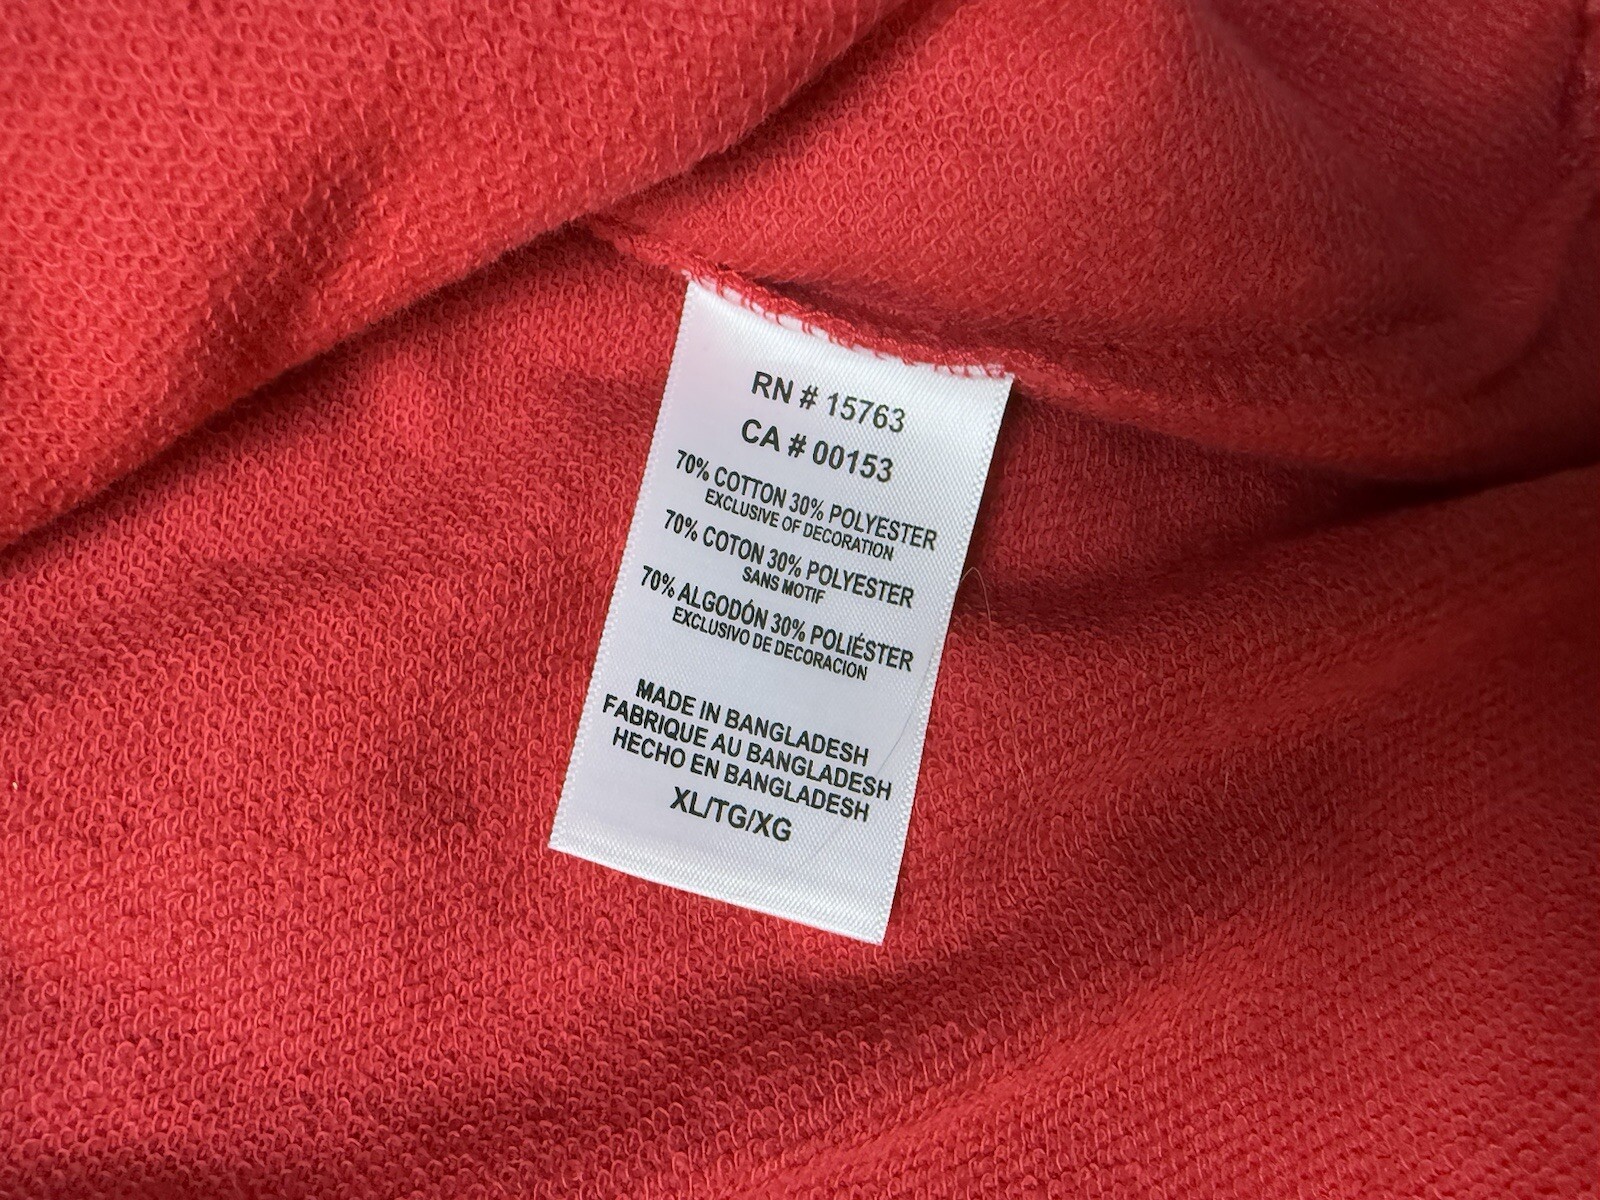 RN # 15763
CA # 00153
70% COTTON 30% POLYESTER
EXCLUSIVE OF DECORATION
70% COTON 30% POLYESTER
SANS MOTIF
70% ALGODÓN 30% POLIÉSTER
EXCLUSIVO DE DECORACION
MADE IN BANGLADESH
FABRIQUE AU BANGLADESH
HECHO EN BANGLADESH
XL/TG/XG